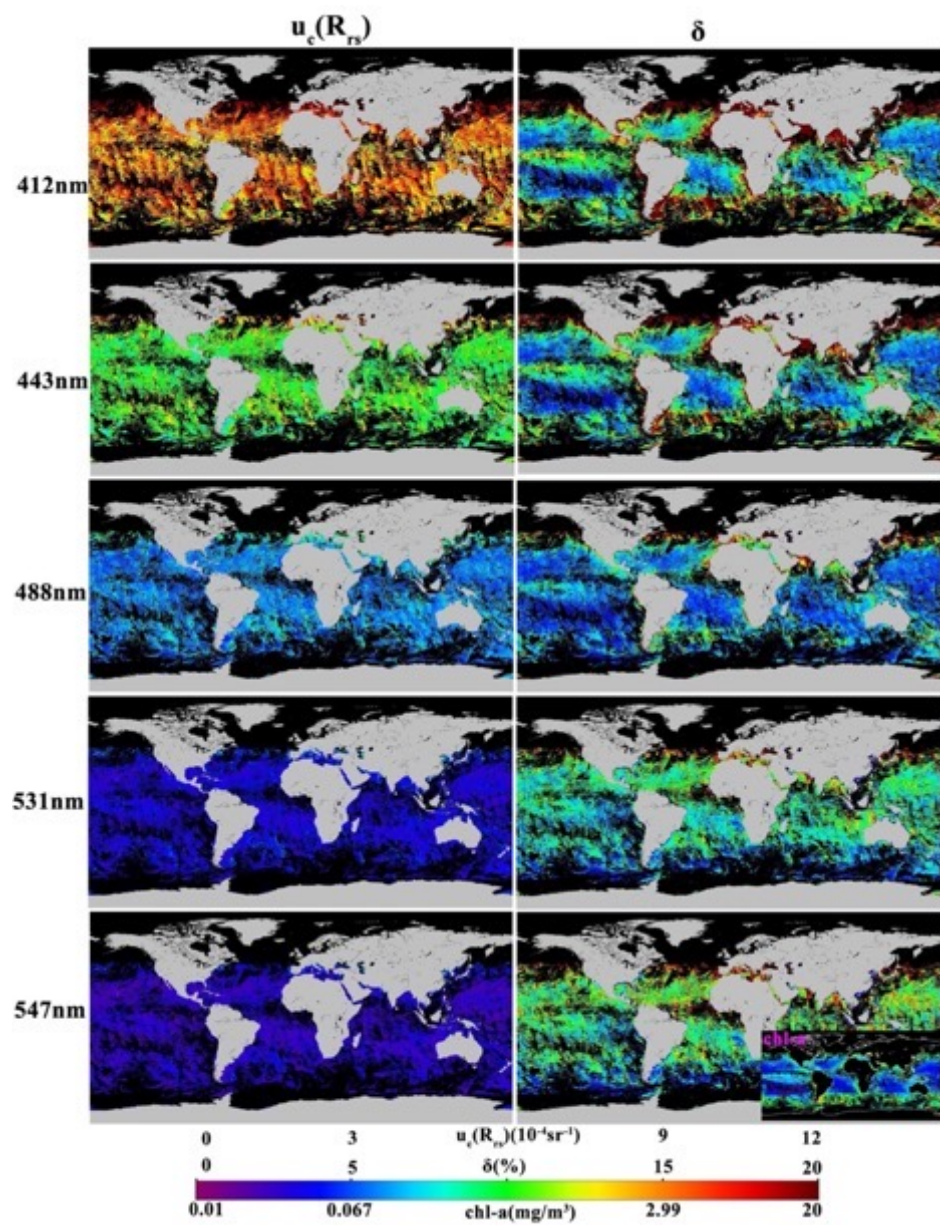 u_c(R_rs) δ
412nm
443nm
488nm
531nm
547nm
chl-a
0 3 u_c(R_rs)(10⁻⁴sr⁻¹) 9 12
0 5 δ(%) 15 20
0.01 0.067 chl-a(mg/m³) 2.99 20